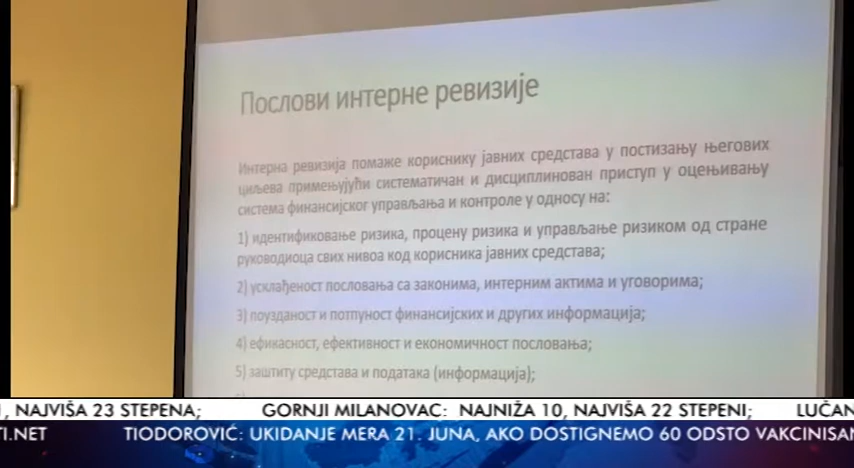 Послови интерне ревизије
Интерна ревизија помаже кориснику јавних средстава у постизању његових
циљева примењујући систематичан и дисциплинован приступ у оцењивању
система финансијског управљања и контроле у односу на:
1) идентификовање ризика, процену ризика и управљање ризиком од стране
руководиоца свих нивоа код корисника јавних средстава;
2) усклађеност пословања са законима, интерним актима и уговорима;
3) поузданост и потпуност финансијских и других информација;
4) ефикасност, ефективност и економичност пословања;
5) заштиту средстава и података (информација);
, NAJVIŠA 23 STEPENA; GORNJI MILANOVAC: NAJNIŽA 10, NAJVIŠA 22 STEPENI; LUČAN
TI.NET TIODOROVIĆ: UKIDANJE MERA 21. JUNA, AKO DOSTIGNEMO 60 ODSTO VAKCINISAN